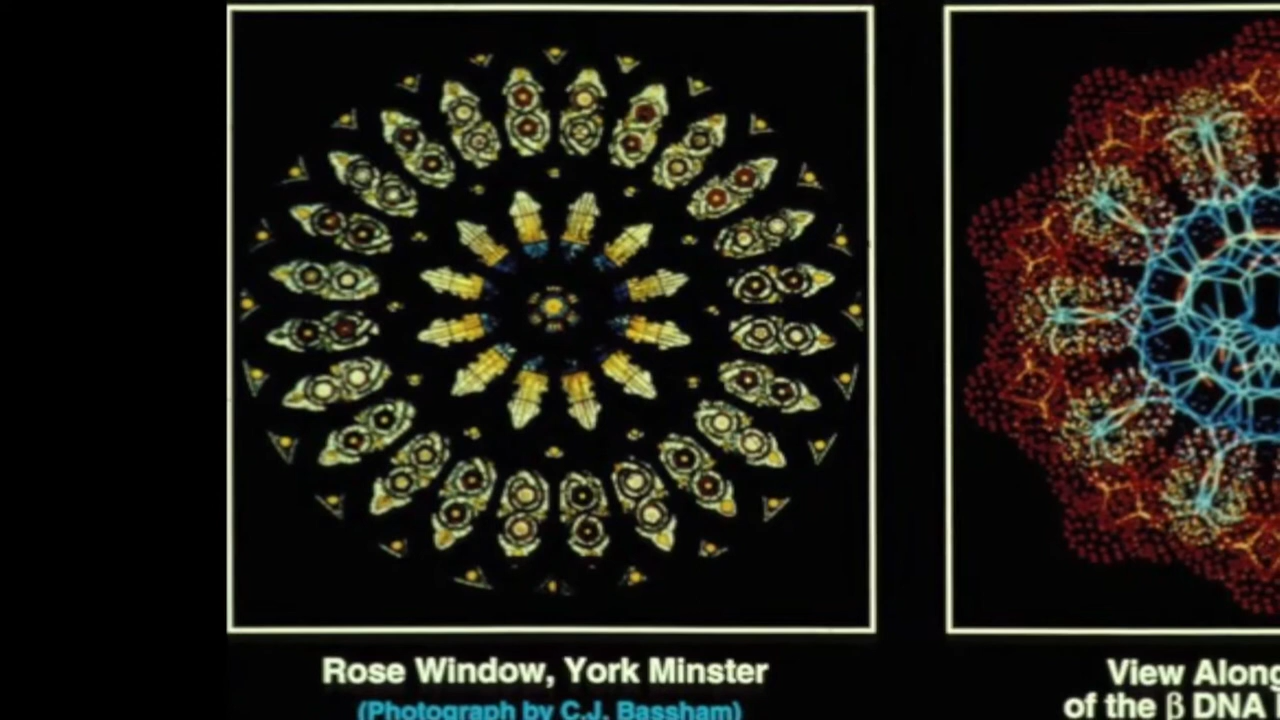 Rose Window, York Minster
(Photograph by C.J. Bassham)
View Along
of the β DNA